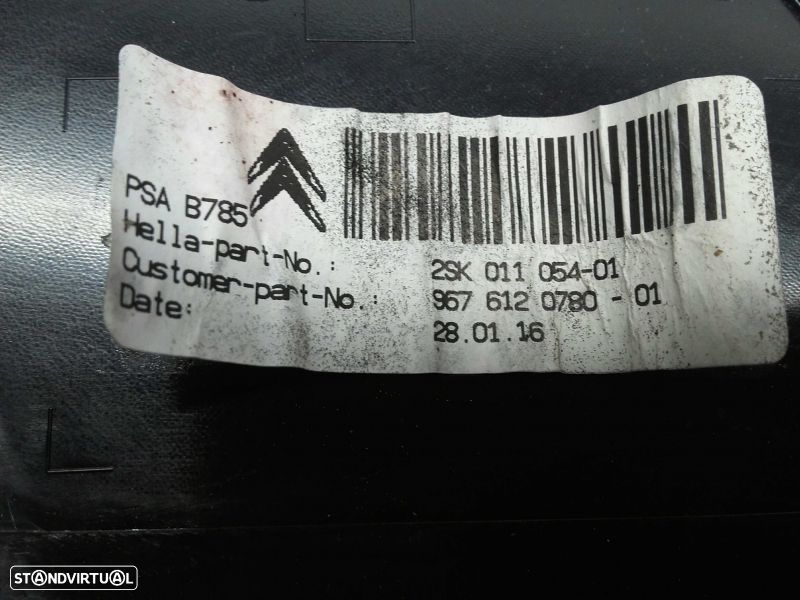 PSA B785
Hella-part-No.: 2SK 011 054-01
Customer-part-No.: 967 612 0780 - 01
Date: 28.01.16
STANDVIRTUAL